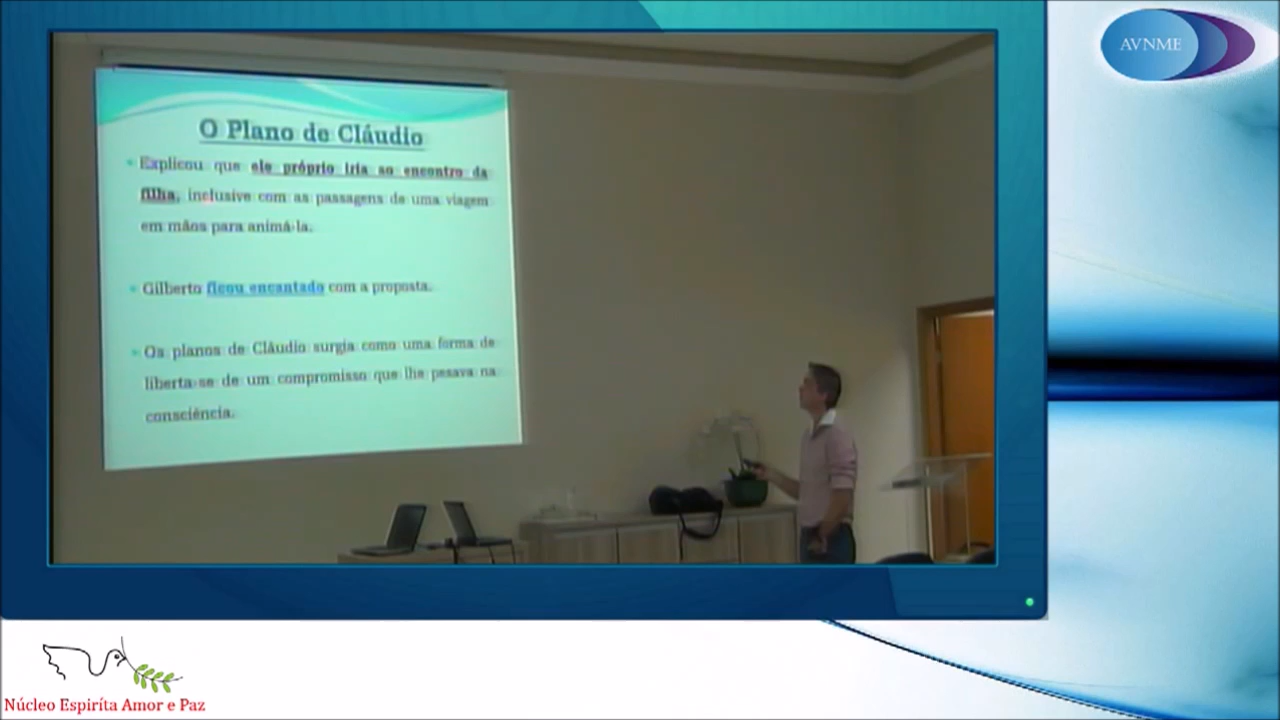 AVNME
O Plano de Cláudio
Explicou que ele próprio iria ao encontro da
filha, inclusive com as passagens de uma viagem
em mãos para animá-la.
Gilberto ficou encantado com a proposta.
Os planos de Cláudio surgia como uma forma de
liberta-se de um compromisso que lhe pesava na
consciência.
Núcleo Espiríta Amor e Paz